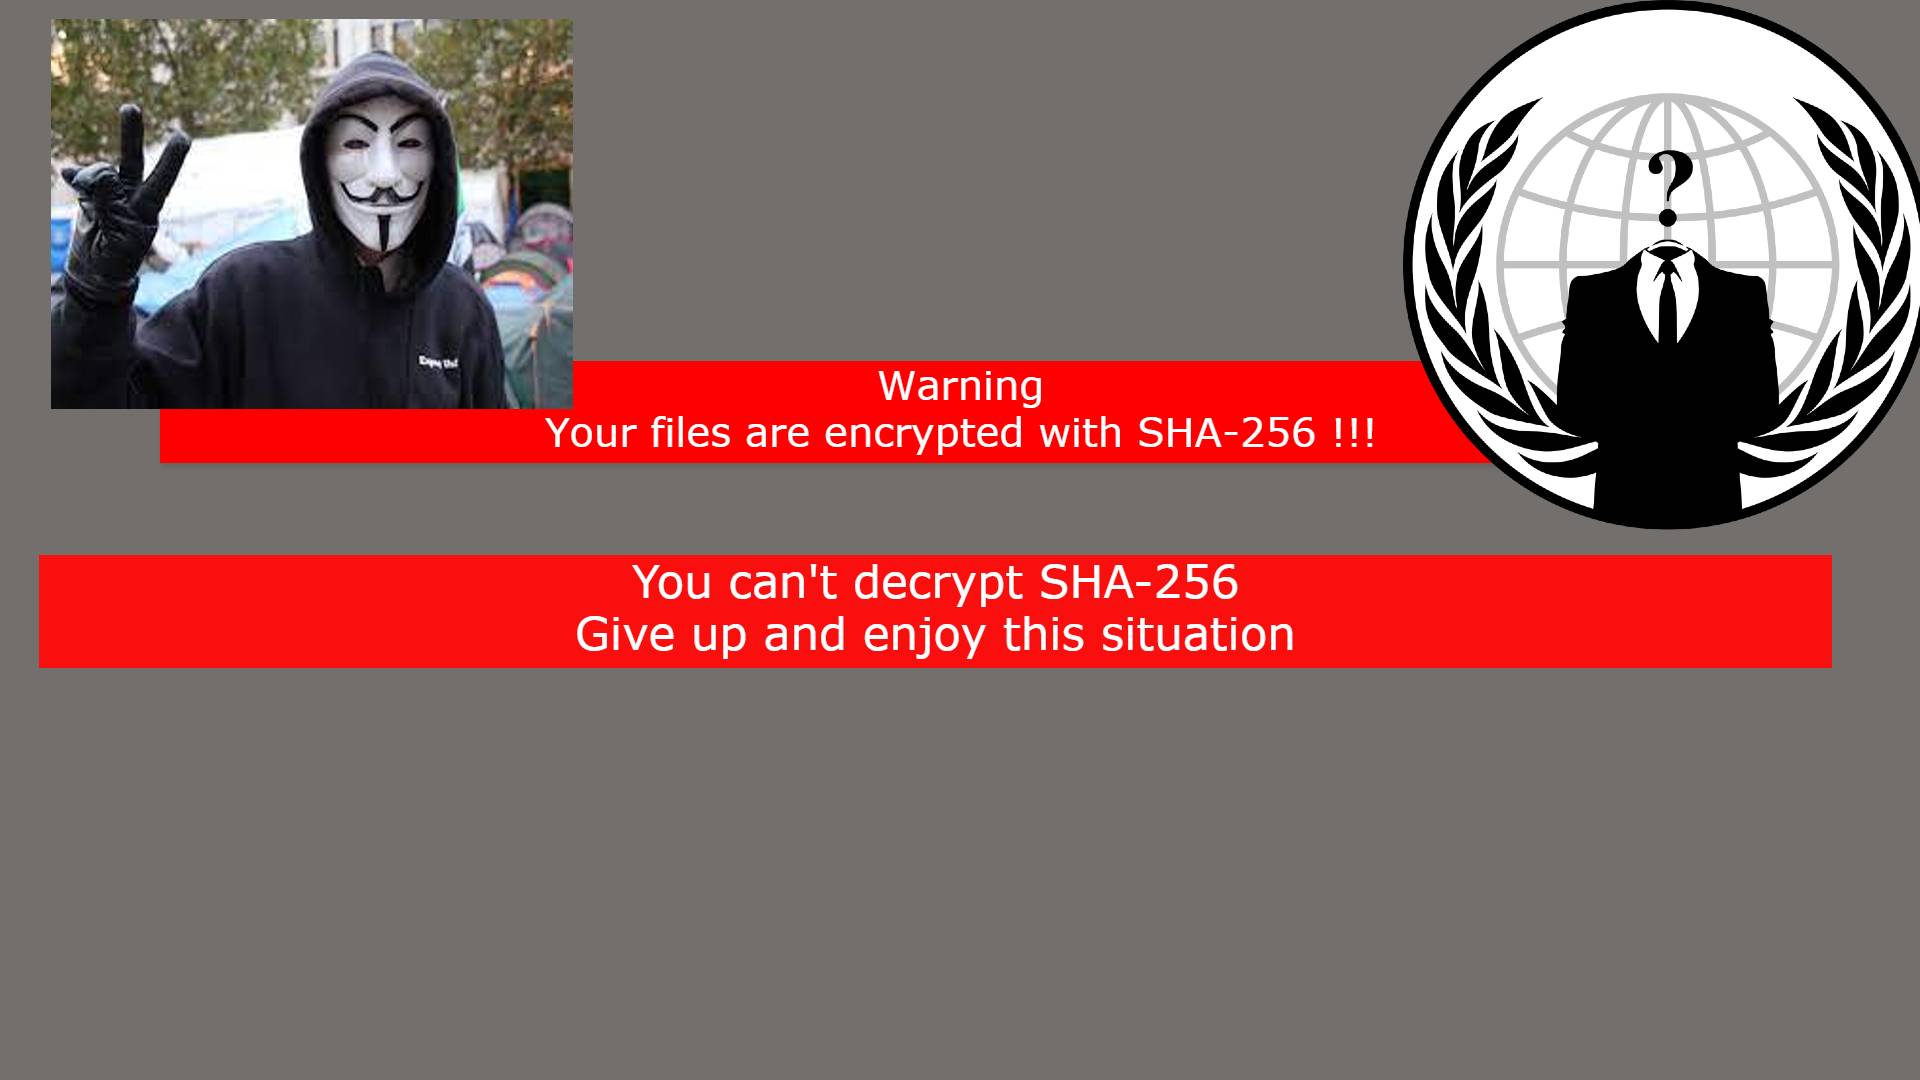 Warning
Your files are encrypted with SHA-256 !!!
You can't decrypt SHA-256
Give up and enjoy this situation